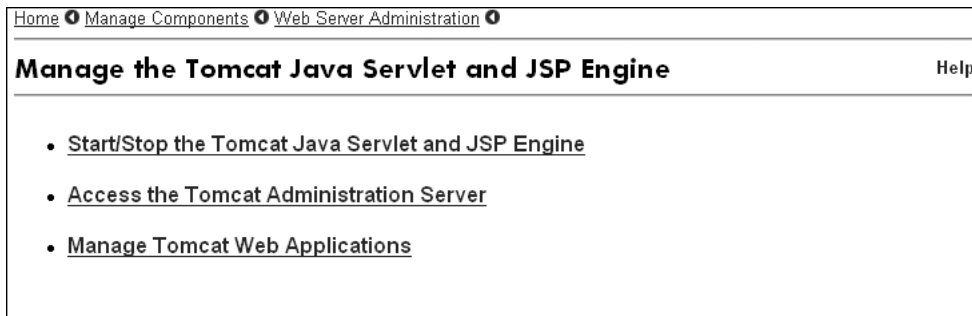 Home Manage Components Web Server Administration
Manage the Tomcat Java Servlet and JSP Engine Help
• Start/Stop the Tomcat Java Servlet and JSP Engine
• Access the Tomcat Administration Server
• Manage Tomcat Web Applications